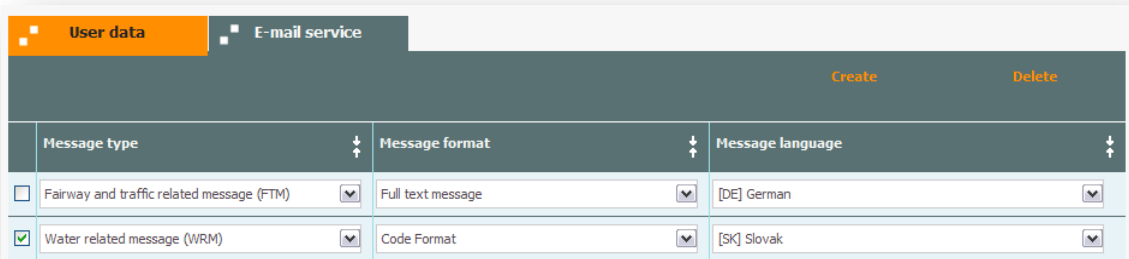 User data E-mail service
Create Delete
Message type Message format Message language
Fairway and traffic related message (FTM) Full text message [DE] German
Water related message (WRM) Code Format [SK] Slovak